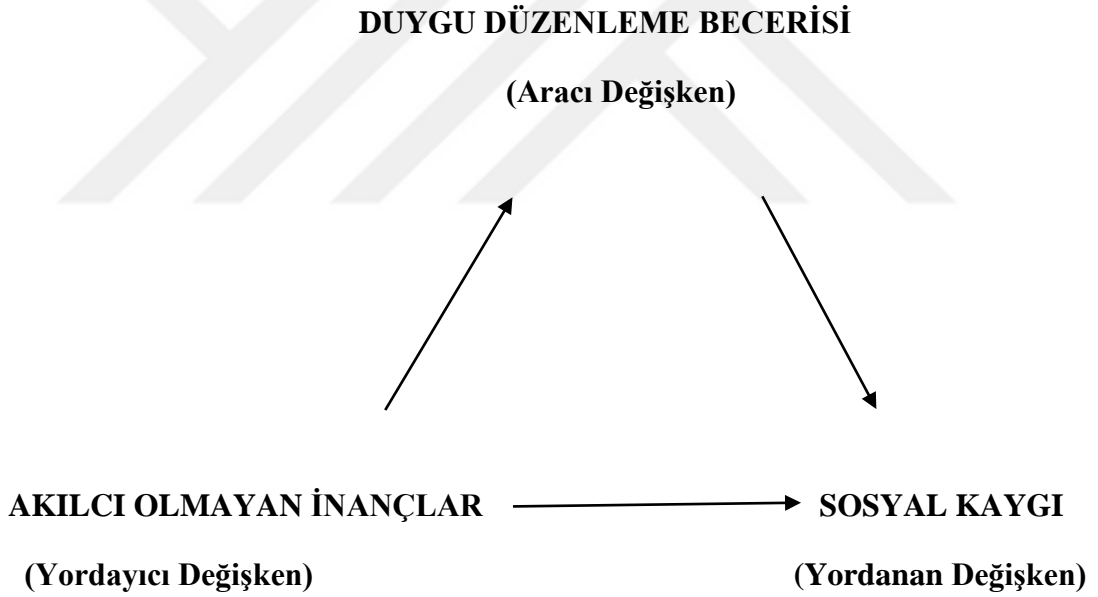 DUYGU DÜZENLEME BECERİSİ
(Aracı Değişken)
AKILCI OLMAYAN İNANÇLAR
SOSYAL KAYGI
(Yordayıcı Değişken)
(Yordanan Değişken)